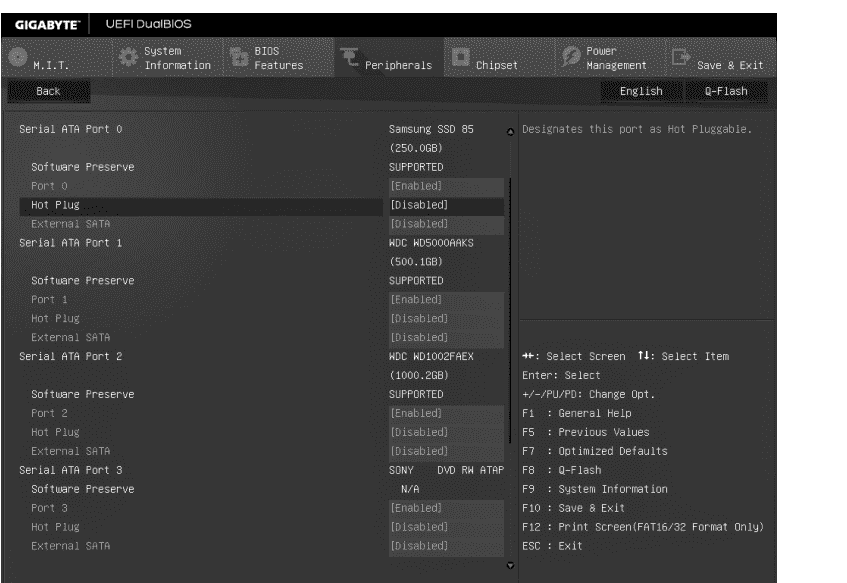 GIGABYTE™ UEFI DualBIOS
M.I.T. System Information BIOS Features Peripherals Chipset Power Management Save & Exit
Back English Q-Flash
Serial ATA Port 0 Samsung SSD 85 Designates this port as Hot Pluggable.
(250.0GB)
Software Preserve SUPPORTED
Port 0 [Enabled]
Hot Plug [Disabled]
External SATA [Disabled]
Serial ATA Port 1 WDC WD5000AAKS
(500.1GB)
Software Preserve SUPPORTED
Port 1 [Enabled]
Hot Plug [Disabled]
External SATA [Disabled]
Serial ATA Port 2 WDC WD1002FAEX
(1000.2GB)
Software Preserve SUPPORTED
Port 2 [Enabled]
Hot Plug [Disabled]
External SATA [Disabled]
Serial ATA Port 3 SONY DVD RW ATAP
Software Preserve N/A
Port 3 [Enabled]
Hot Plug [Disabled]
External SATA [Disabled]
→←: Select Screen ↑↓: Select Item
Enter: Select
+/-/PU/PD: Change Opt.
F1 : General Help
F5 : Previous Values
F7 : Optimized Defaults
F8 : Q-Flash
F9 : System Information
F10 : Save & Exit
F12 : Print Screen(FAT16/32 Format Only)
ESC : Exit